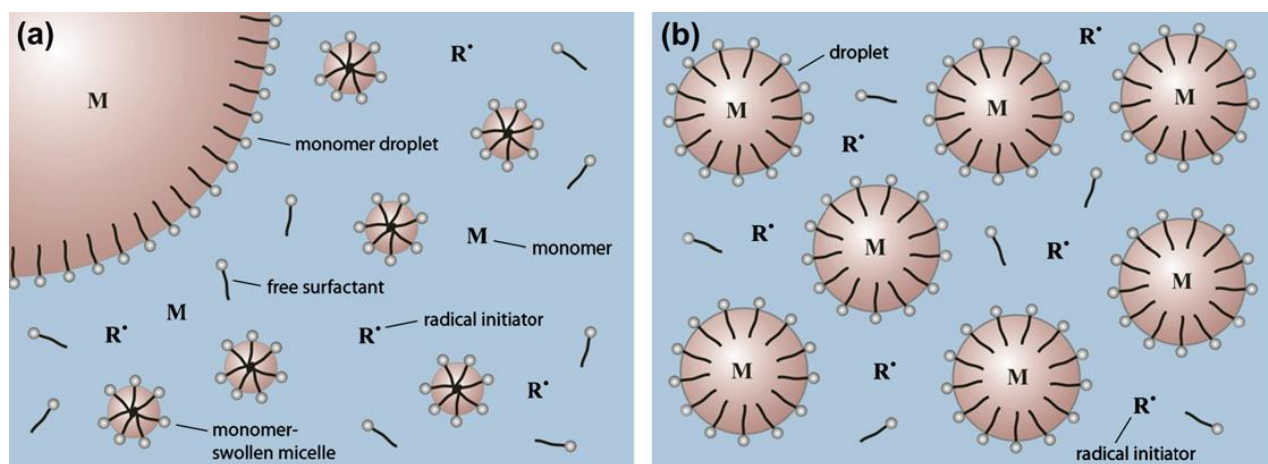 (a)
M
R•
monomer droplet
M
monomer
free surfactant
M
R•
R•
radical initiator
R•
monomer-
swollen micelle
(b)
R•
droplet
M
M
M
R•
R•
M
R•
M
M
R•
M
R•
radical initiator